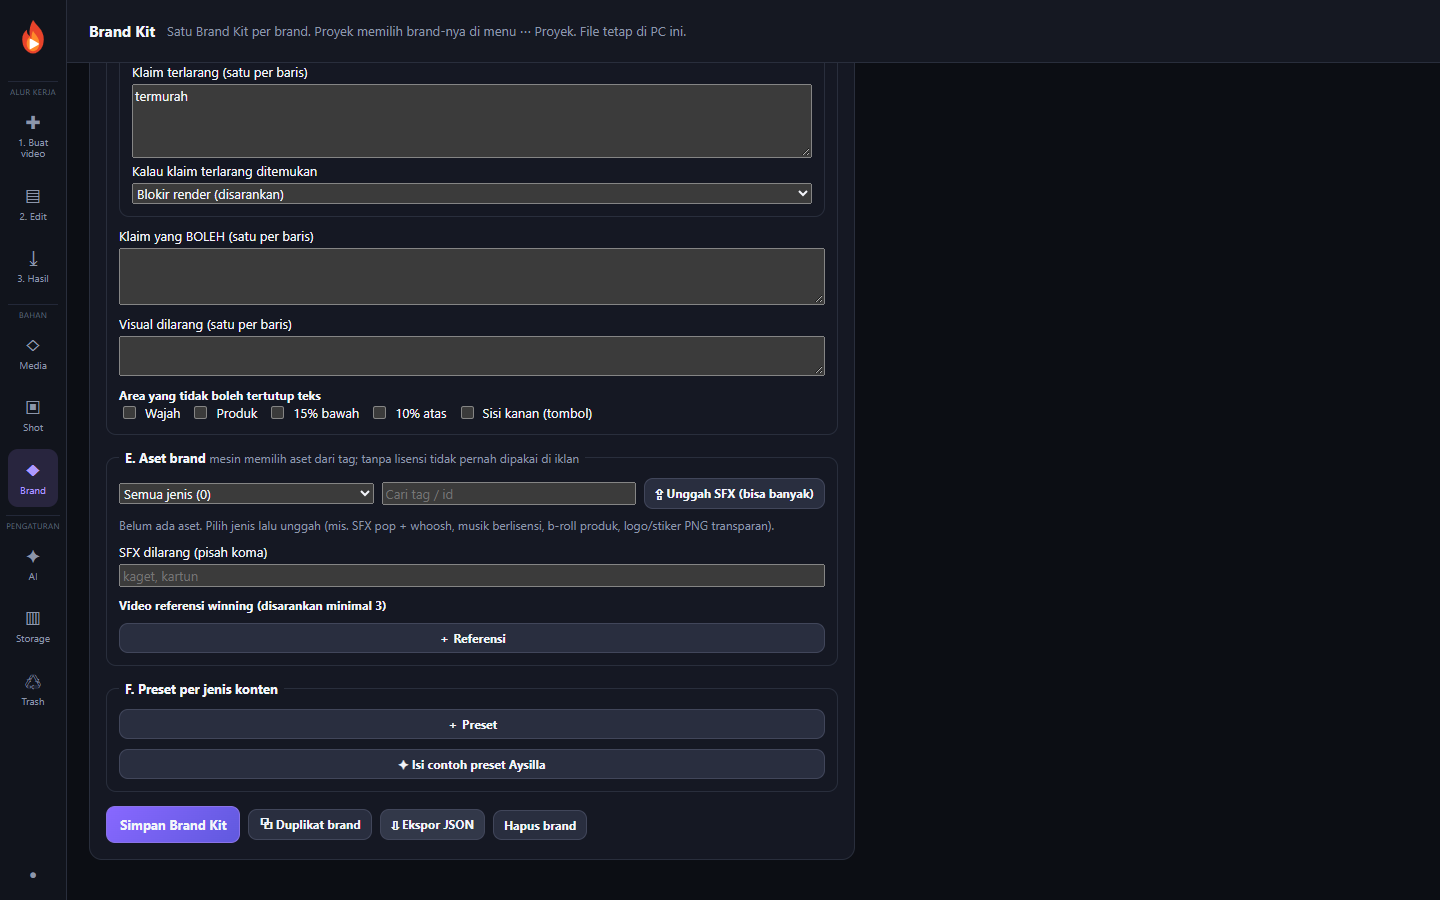 Brand Kit
Satu Brand Kit per brand. Proyek memilih brand-nya di menu ··· Proyek. File tetap di PC ini.
ALUR KERJA
1. Buat
video
2. Edit
3. Hasil
BAHAN
Media
Shot
Brand
PENGATURAN
AI
Storage
Trash
Klaim terlarang (satu per baris)
termurah
Kalau klaim terlarang ditemukan
Blokir render (disarankan)
Klaim yang BOLEH (satu per baris)
Visual dilarang (satu per baris)
Area yang tidak boleh tertutup teks
Wajah Produk 15% bawah 10% atas Sisi kanan (tombol)
E. Aset brand mesin memilih aset dari tag; tanpa lisensi tidak pernah dipakai di iklan
Semua jenis (0) Cari tag / id Unggah SFX (bisa banyak)
Belum ada aset. Pilih jenis lalu unggah (mis. SFX pop + whoosh, musik berlisensi, b-roll produk, logo/stiker PNG transparan).
SFX dilarang (pisah koma)
kaget, kartun
Video referensi winning (disarankan minimal 3)
+ Referensi
F. Preset per jenis konten
+ Preset
✦ Isi contoh preset Aysilla
Simpan Brand Kit Duplikat brand Ekspor JSON Hapus brand